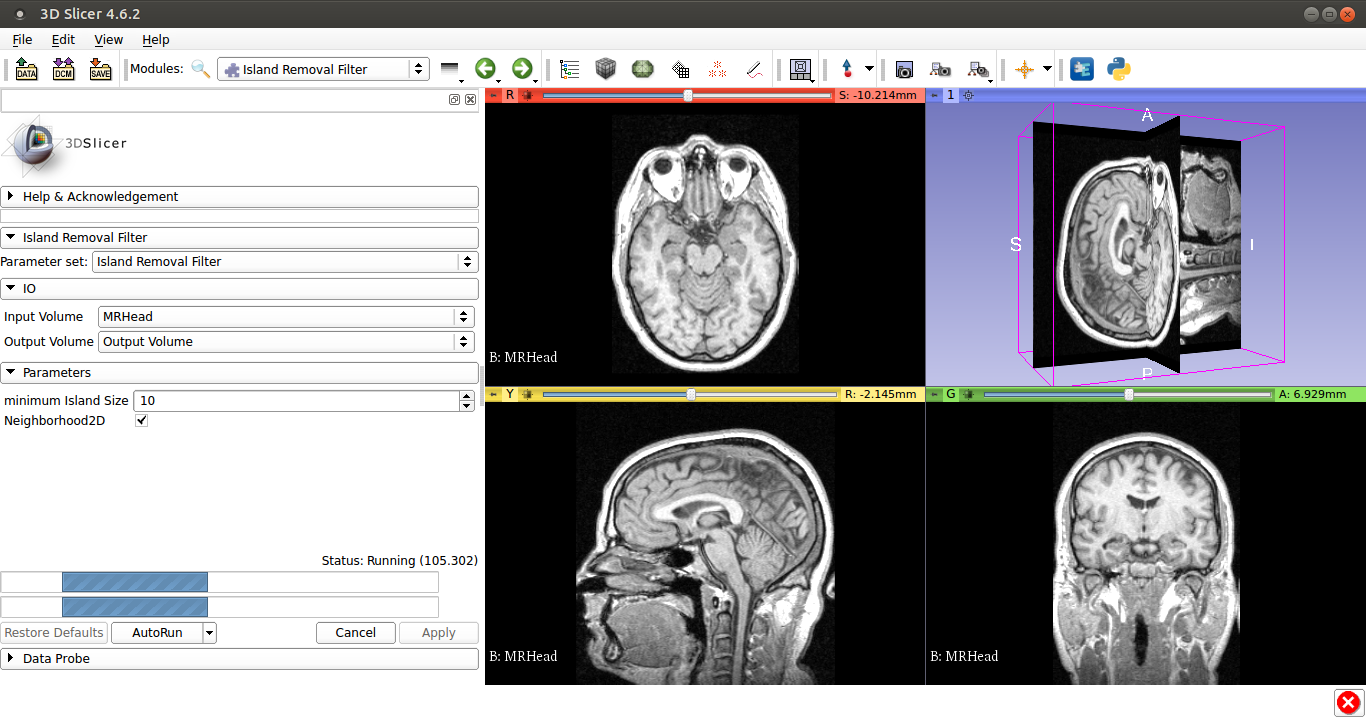 3D Slicer 4.6.2
File Edit View Help
DATA DCM SAVE Modules: Island Removal Filter
R S: -10.214mm
1
3DSlicer
A
S
I
P
B: MRHead
Help & Acknowledgement
Island Removal Filter
Parameter set: Island Removal Filter
IO
Input Volume MRHead
Output Volume Output Volume
Parameters
minimum Island Size 10
Neighborhood2D
Status: Running (105.302)
Restore Defaults AutoRun Cancel Apply
Data Probe
Y R: -2.145mm
B: MRHead
G A: 6.929mm
B: MRHead